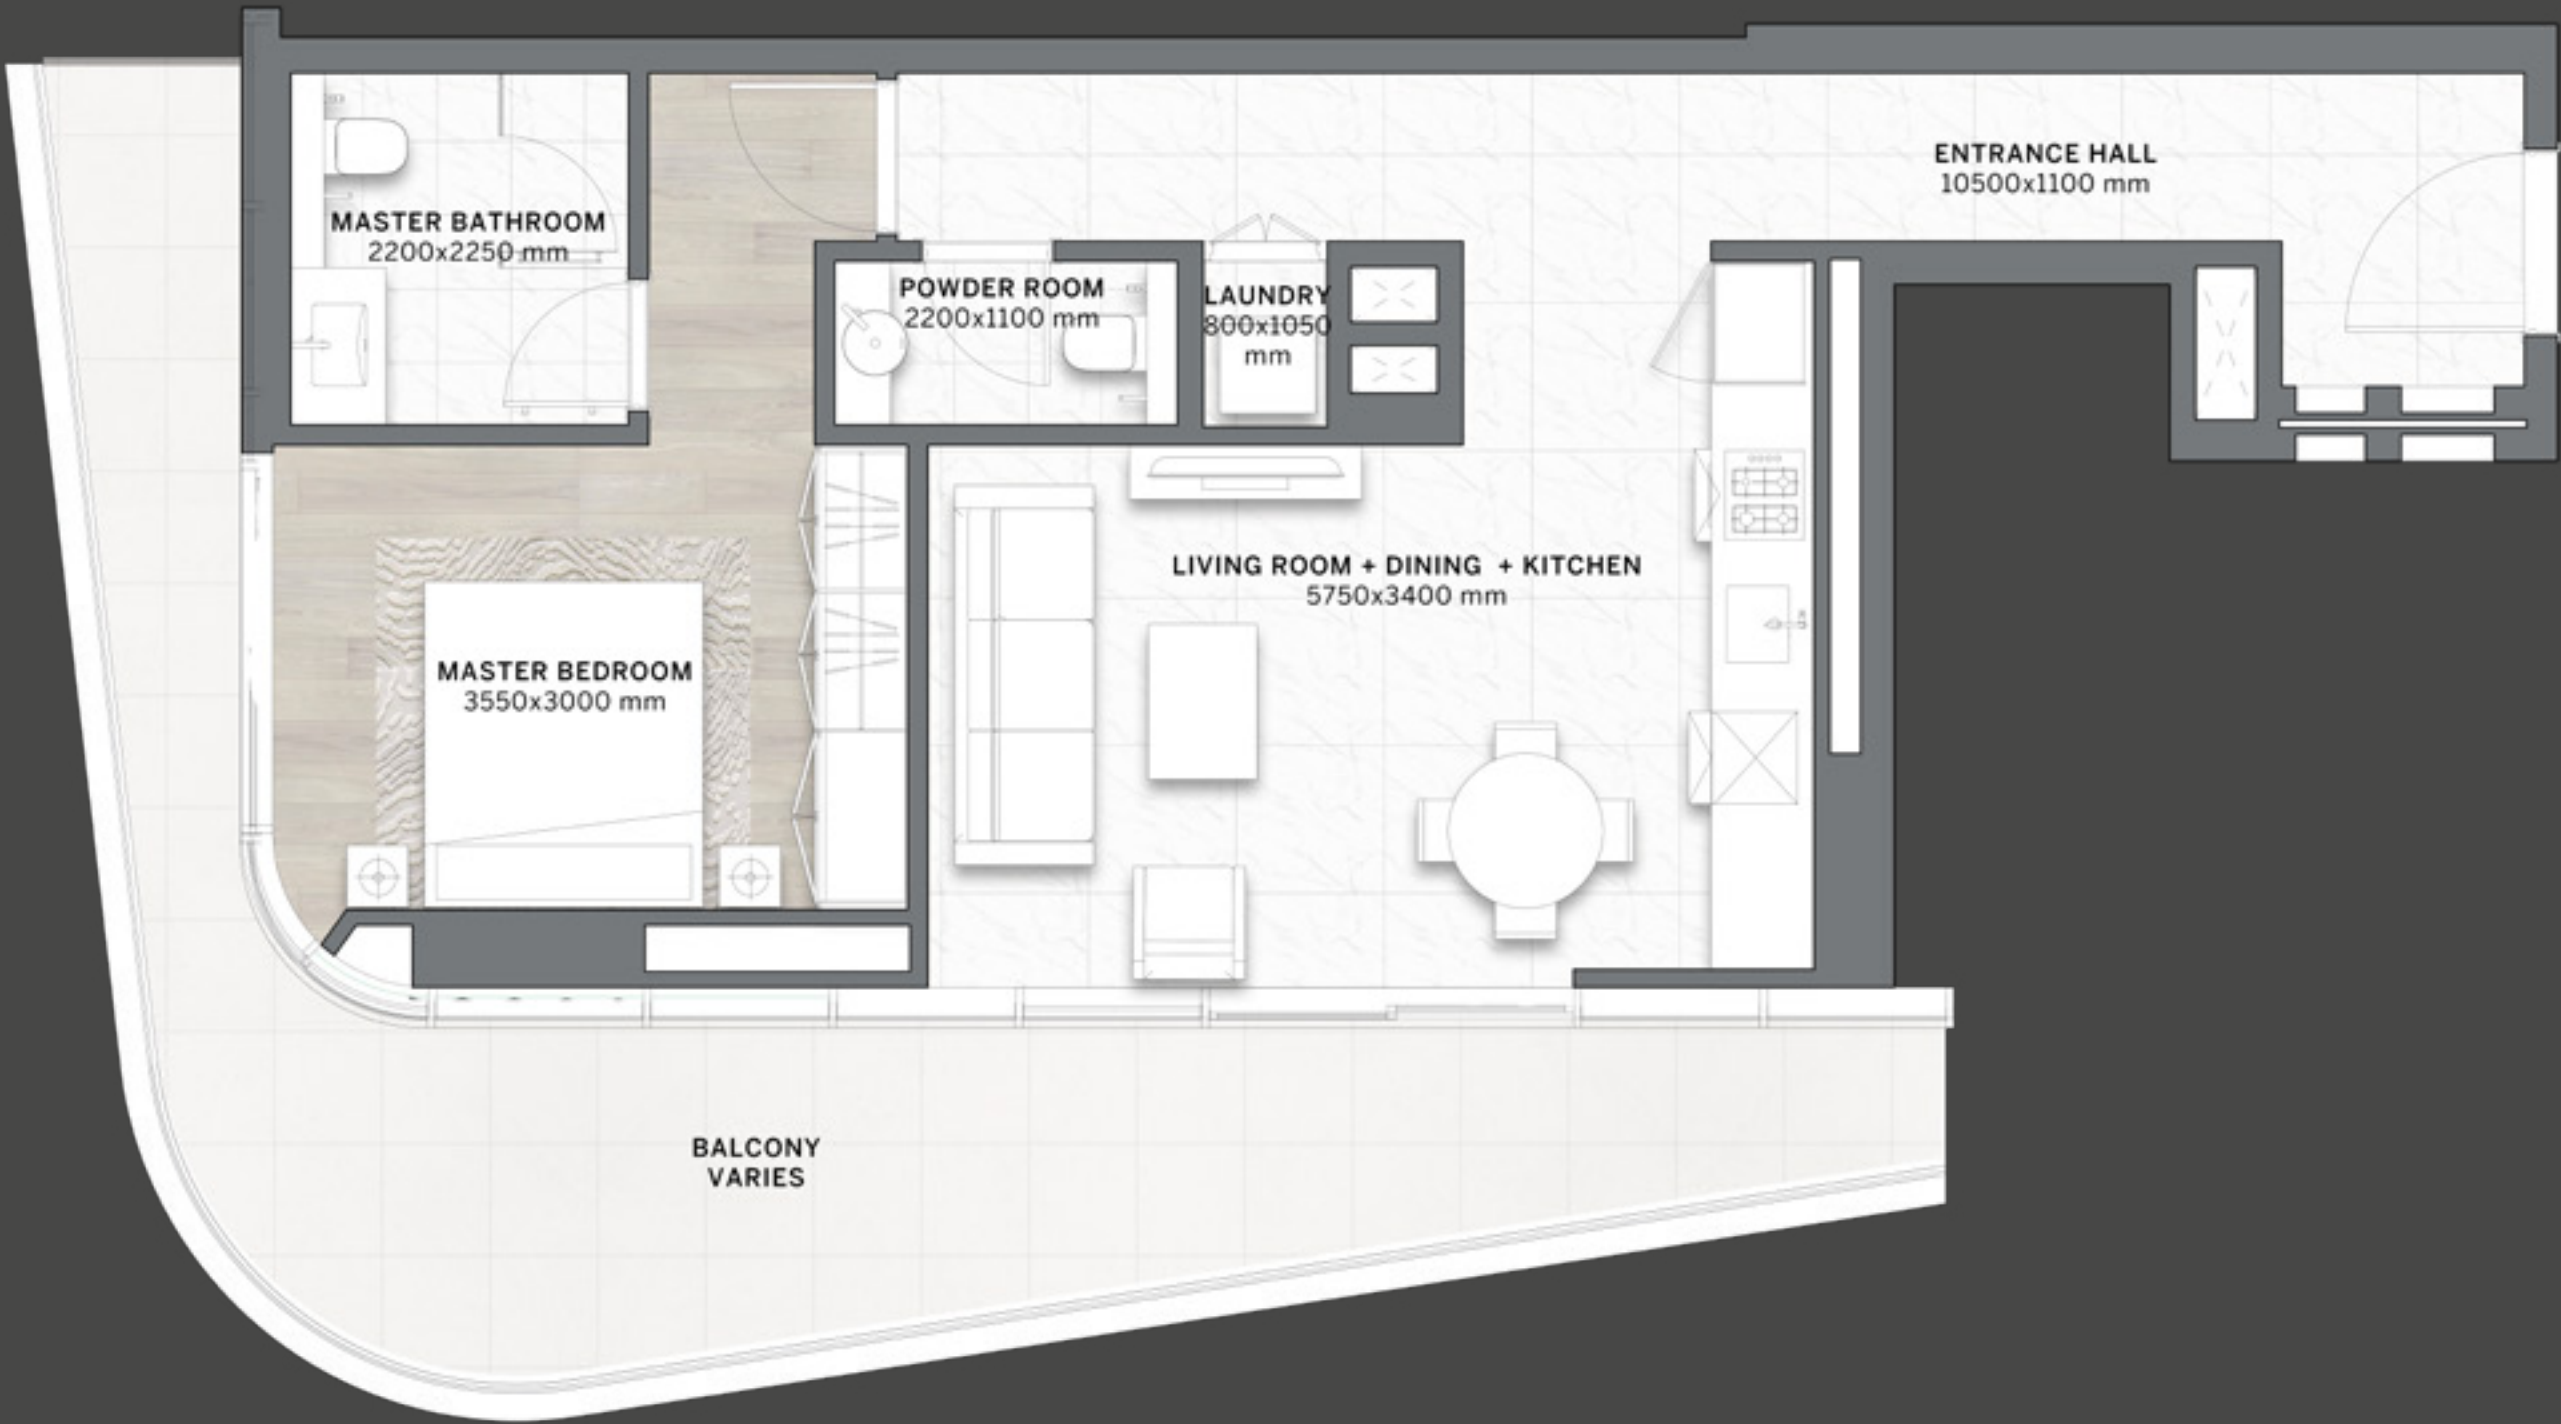 ENTRANCE HALL
10500x1100 mm
MASTER BATHROOM
2200x2250 mm
POWDER ROOM
2200x1100 mm
LAUNDRY
800x1050
mm
LIVING ROOM + DINING + KITCHEN
5750x3400 mm
MASTER BEDROOM
3550x3000 mm
BALCONY
VARIES